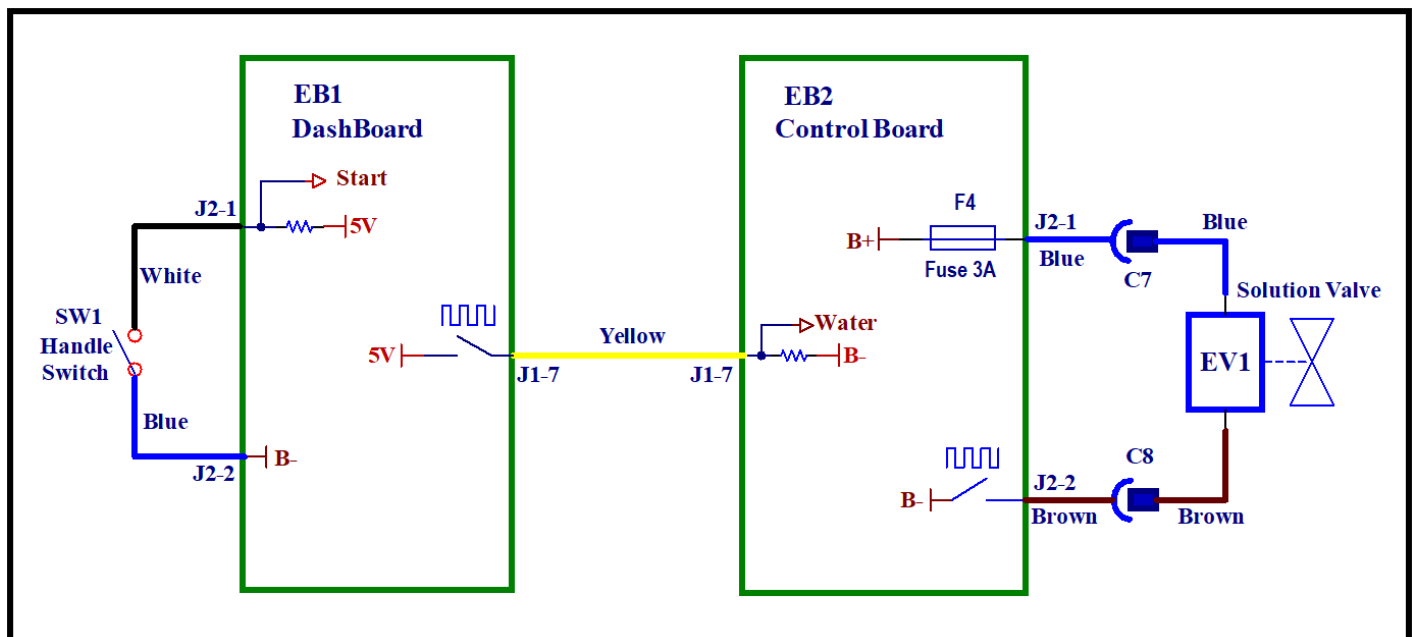 EB1
DashBoard
Start
J2-1
5V
White
SW1
Handle
Switch
Blue
J2-2
B-
5V
J1-7
Yellow
EB2
Control Board
F4
B+
Fuse 3A
J2-1
Blue
C7
Blue
Solution Valve
EV1
Water
B-
J1-7
B-
J2-2
Brown
C8
Brown